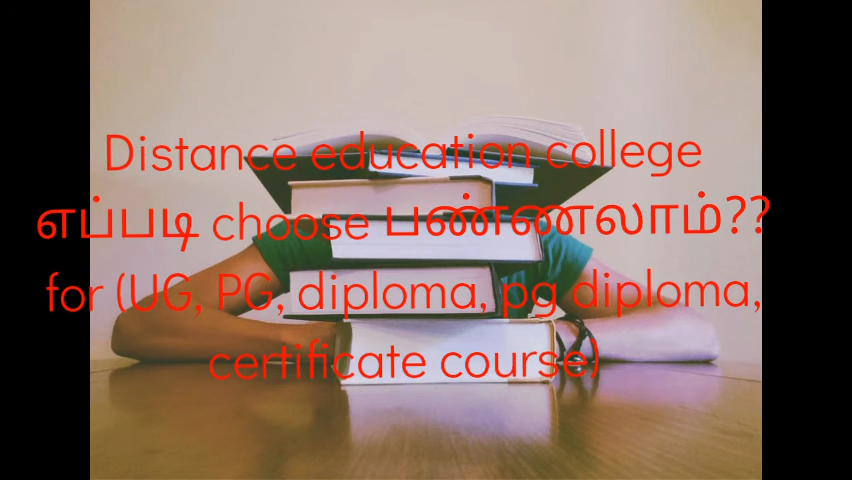 Distance education college
எப்படி choose பண்ணலாம்??
for (UG, PG, diploma, pg diploma,
certificate course)